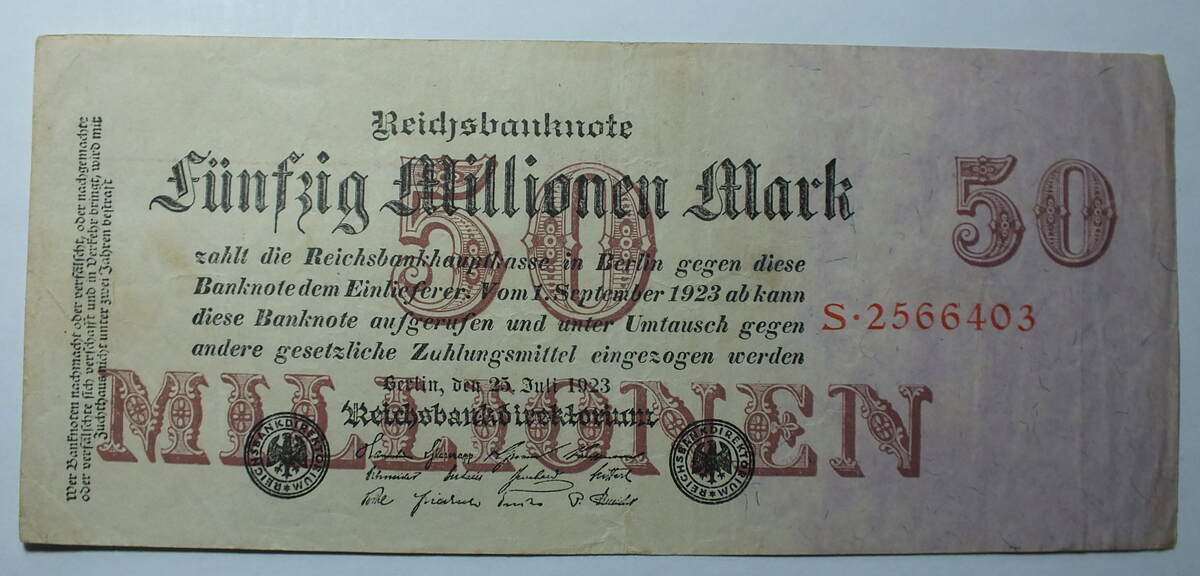 Reichsbanknote
Fünfzig Millionen Mark
50
50
zahlt die Reichsbankhauptkasse in Berlin gegen diese
Banknote dem Einlieferer. Vom 1. September 1923 ab kann
diese Banknote aufgerufen und unter Umtausch gegen
andere gesetzliche Zahlungsmittel eingezogen werden
S·2566403
Berlin, den 25. Juli 1923
Reichsbankdirektorium
MILLIONEN
REICHSBANKDIREKTORIUM
REICHSBANKDIREKTORIUM
Wer Banknoten nachmacht oder verfälscht, oder nachgemachte
oder verfälschte sich verschafft und in Verkehr bringt, wird mit
Zuchthaus nicht unter zwei Jahren bestraft